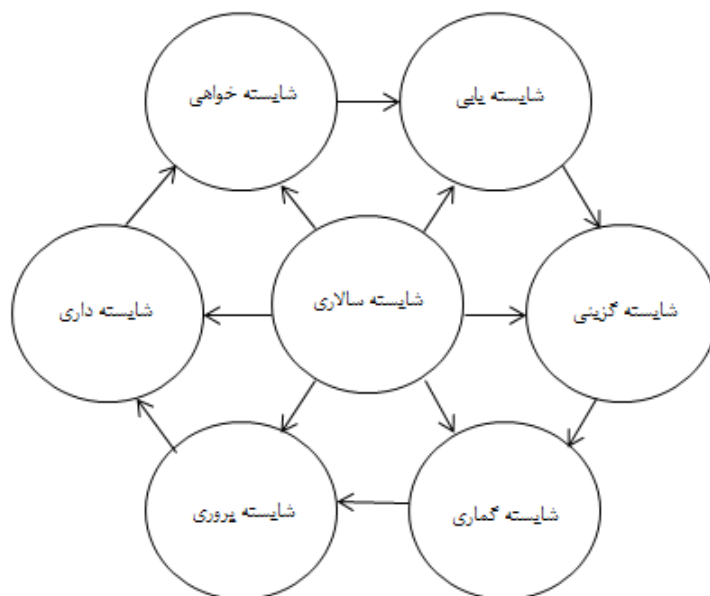 شایسته خواهی
شایسته یابی
شایسته داری
شایسته سالاری
شایسته گزینی
شایسته پروری
شایسته گماری